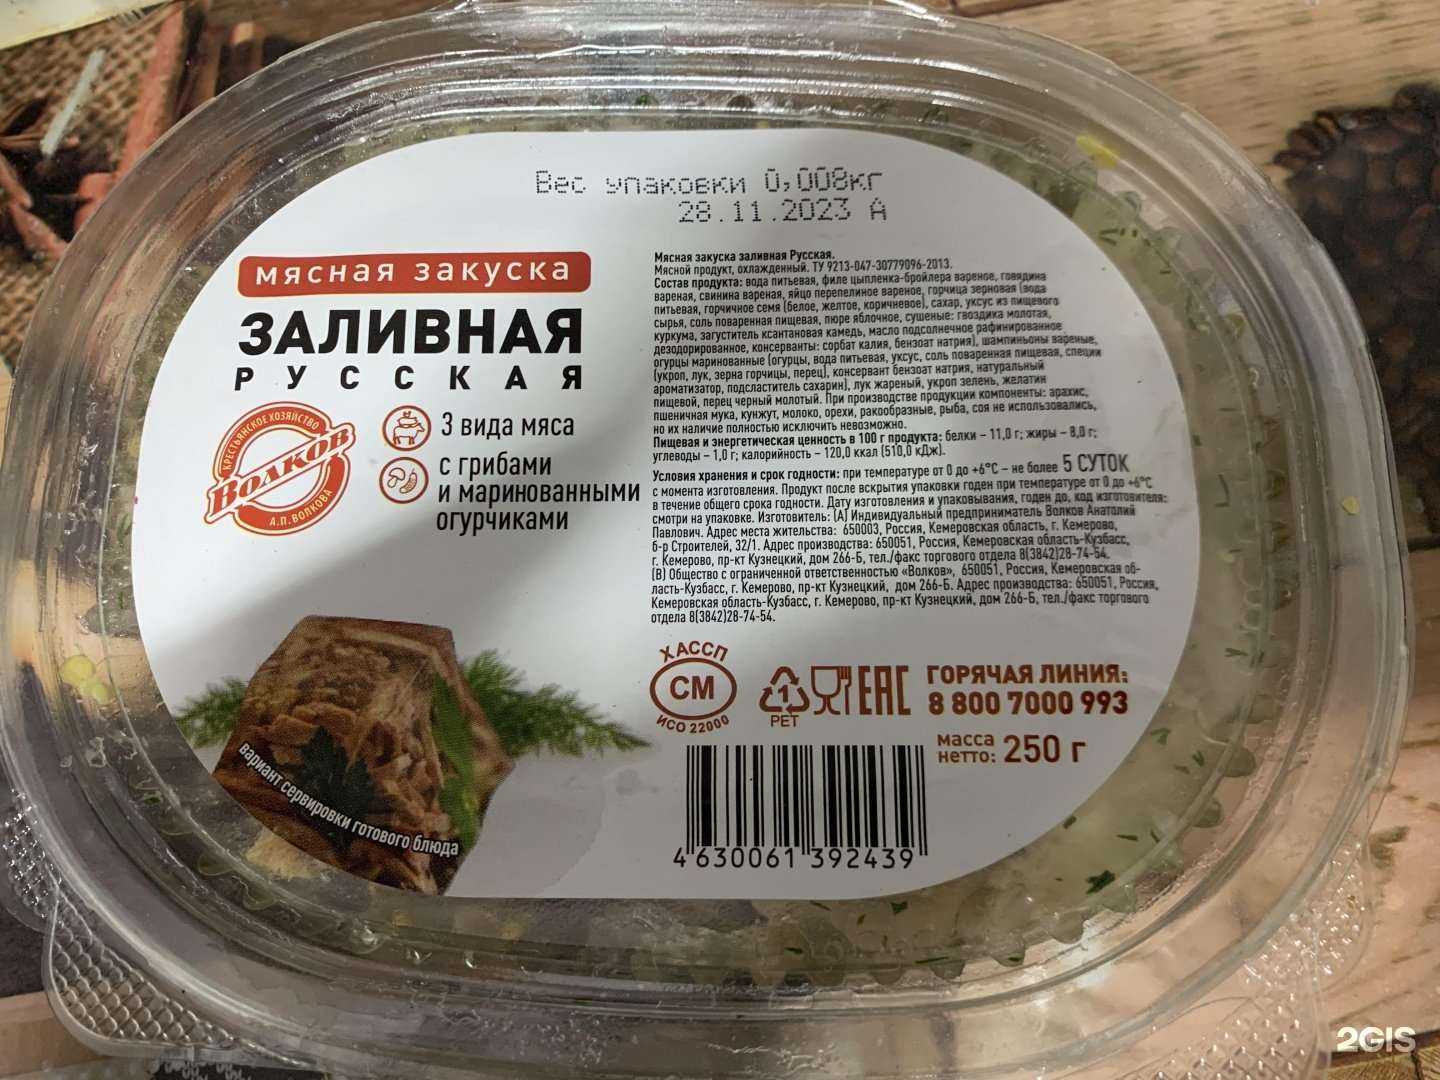 Вес упаковки 0,008кг
28.11.2023 А
мясная закуска
ЗАЛИВНАЯ
РУССКАЯ
КРЕСТЬЯНСКОЕ ХОЗЯЙСТВО
Волков
А.П.ВОЛКОВА
3 вида мяса
с грибами
и маринованными
огурчиками
Мясная закуска заливная Русская.
Мясной продукт, охлажденный. ТУ 9213-047-30779096-2013.
Состав продукта: вода питьевая, филе цыпленка-бройлера вареное, говядина
вареная, свинина вареная, яйцо перепелиное вареное, горчица зерновая (вода
питьевая, горчичное семя (белое, желтое, коричневое), сахар, уксус из пищевого
сырья, соль поваренная пищевая, пюре яблочное, сушеные: гвоздика молотая,
куркума, загуститель ксантановая камедь, масло подсолнечное рафинированное
дезодорированное, консерванты: сорбат калия, бензоат натрия), шампиньоны вареные,
огурцы маринованные (огурцы, вода питьевая, уксус, соль поваренная пищевая, специи
(укроп, лук, зерна горчицы, перец), консервант бензоат натрия, натуральный
ароматизатор, подсластитель сахарин), лук жареный, укроп зелень, желатин
пищевой, перец черный молотый. При производстве продукции компоненты: арахис,
пшеничная мука, кунжут, молоко, орехи, ракообразные, рыба, соя не использовались,
но их наличие полностью исключить невозможно.
Пищевая и энергетическая ценность в 100 г продукта: белки – 11,0 г; жиры – 8,0 г;
углеводы – 1,0 г; калорийность – 120,0 ккал (510,0 кДж).
Условия хранения и срок годности: при температуре от 0 до +6°С – не более 5 СУТОК
с момента изготовления. Продукт после вскрытия упаковки годен при температуре от 0 до +6°С
в течение общего срока годности. Дату изготовления и упаковывания, годен до, код изготовителя:
смотри на упаковке. Изготовитель: (А) Индивидуальный предприниматель Волков Анатолий
Павлович. Адрес места жительства: 650003, Россия, Кемеровская область, г. Кемерово,
б-р Строителей, 32/1. Адрес производства: 650051, Россия, Кемеровская область-Кузбасс,
г. Кемерово, пр-кт Кузнецкий, дом 266-Б, тел./факс торгового отдела 8(3842)28-74-54.
(В) Общество с ограниченной ответственностью «Волков», 650051, Россия, Кемеровская об-
ласть-Кузбасс, г. Кемерово, пр-кт Кузнецкий, дом 266-Б. Адрес производства: 650051, Россия,
Кемеровская область-Кузбасс, г. Кемерово, пр-кт Кузнецкий, дом 266-Б, тел./факс торгового
отдела 8(3842)28-74-54.
ХАССП
СМ
ИСО 22000
1
PET
EAC
ГОРЯЧАЯ ЛИНИЯ:
8 800 7000 993
масса
нетто: 250 г
4 630061 392439
вариант сервировки готового блюда
2GIS